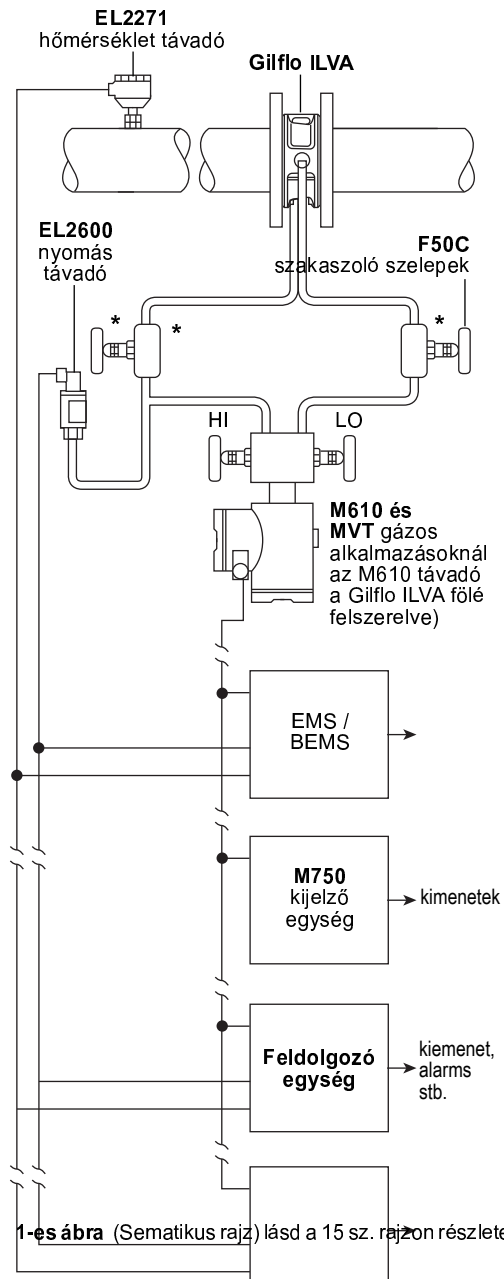 EL2271
hőmérséklet távadó
Gilflo ILVA
EL2600
nyomás
távadó
F50C
szakaszoló szelepek
*
*
*
HI
LO
M610 és
MVT gázos
alkalmazásoknál
az M610 távadó
a Gilflo ILVA fölé
felszerelve)
EMS /
BEMS
M750
kijelző
egység
kimenetek
Feldolgozó
egység
kiemenet,
alarms
stb.
1-es ábra (Sematikus rajz) lásd a 15 sz. rajzon részlete